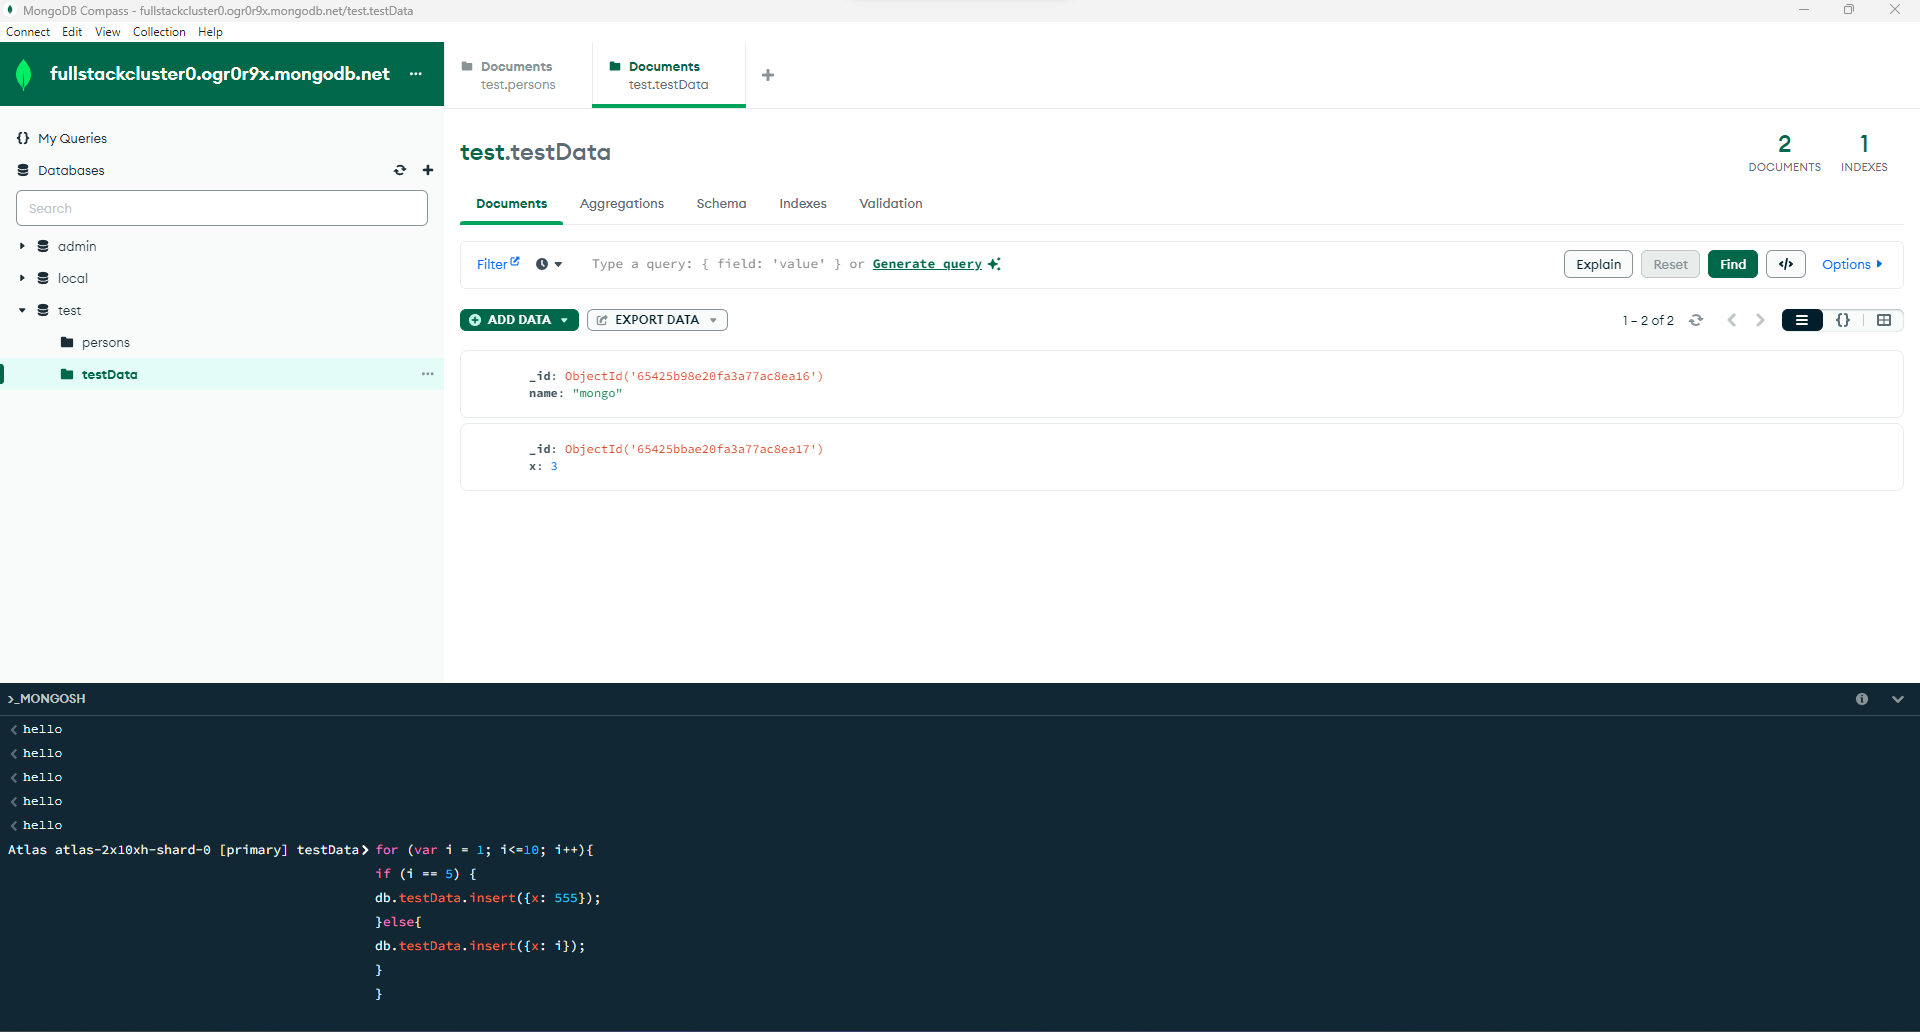 MongoDB Compass - fullstackcluster0.ogr0r9x.mongodb.net/test.testData
Connect Edit View Collection Help
fullstackcluster0.ogr0r9x.mongodb.net ...
Documents
test.persons
Documents
test.testData
+
{} My Queries
Databases
Search
admin
local
test
persons
testData
test.testData
2
DOCUMENTS
1
INDEXES
Documents Aggregations Schema Indexes Validation
Filter Type a query: { field: 'value' } or Generate query Explain Reset Find </> Options
ADD DATA EXPORT DATA 1 – 2 of 2 {}
_id: ObjectId('65425b98e20fa3a77ac8ea16')
name: "mongo"
_id: ObjectId('65425bbae20fa3a77ac8ea17')
x: 3
>_MONGOSH
< hello
< hello
< hello
< hello
< hello
Atlas atlas-2x10xh-shard-0 [primary] testData> for (var i = 1; i<=10; i++){
if (i == 5) {
db.testData.insert({x: 555});
}else{
db.testData.insert({x: i});
}
}